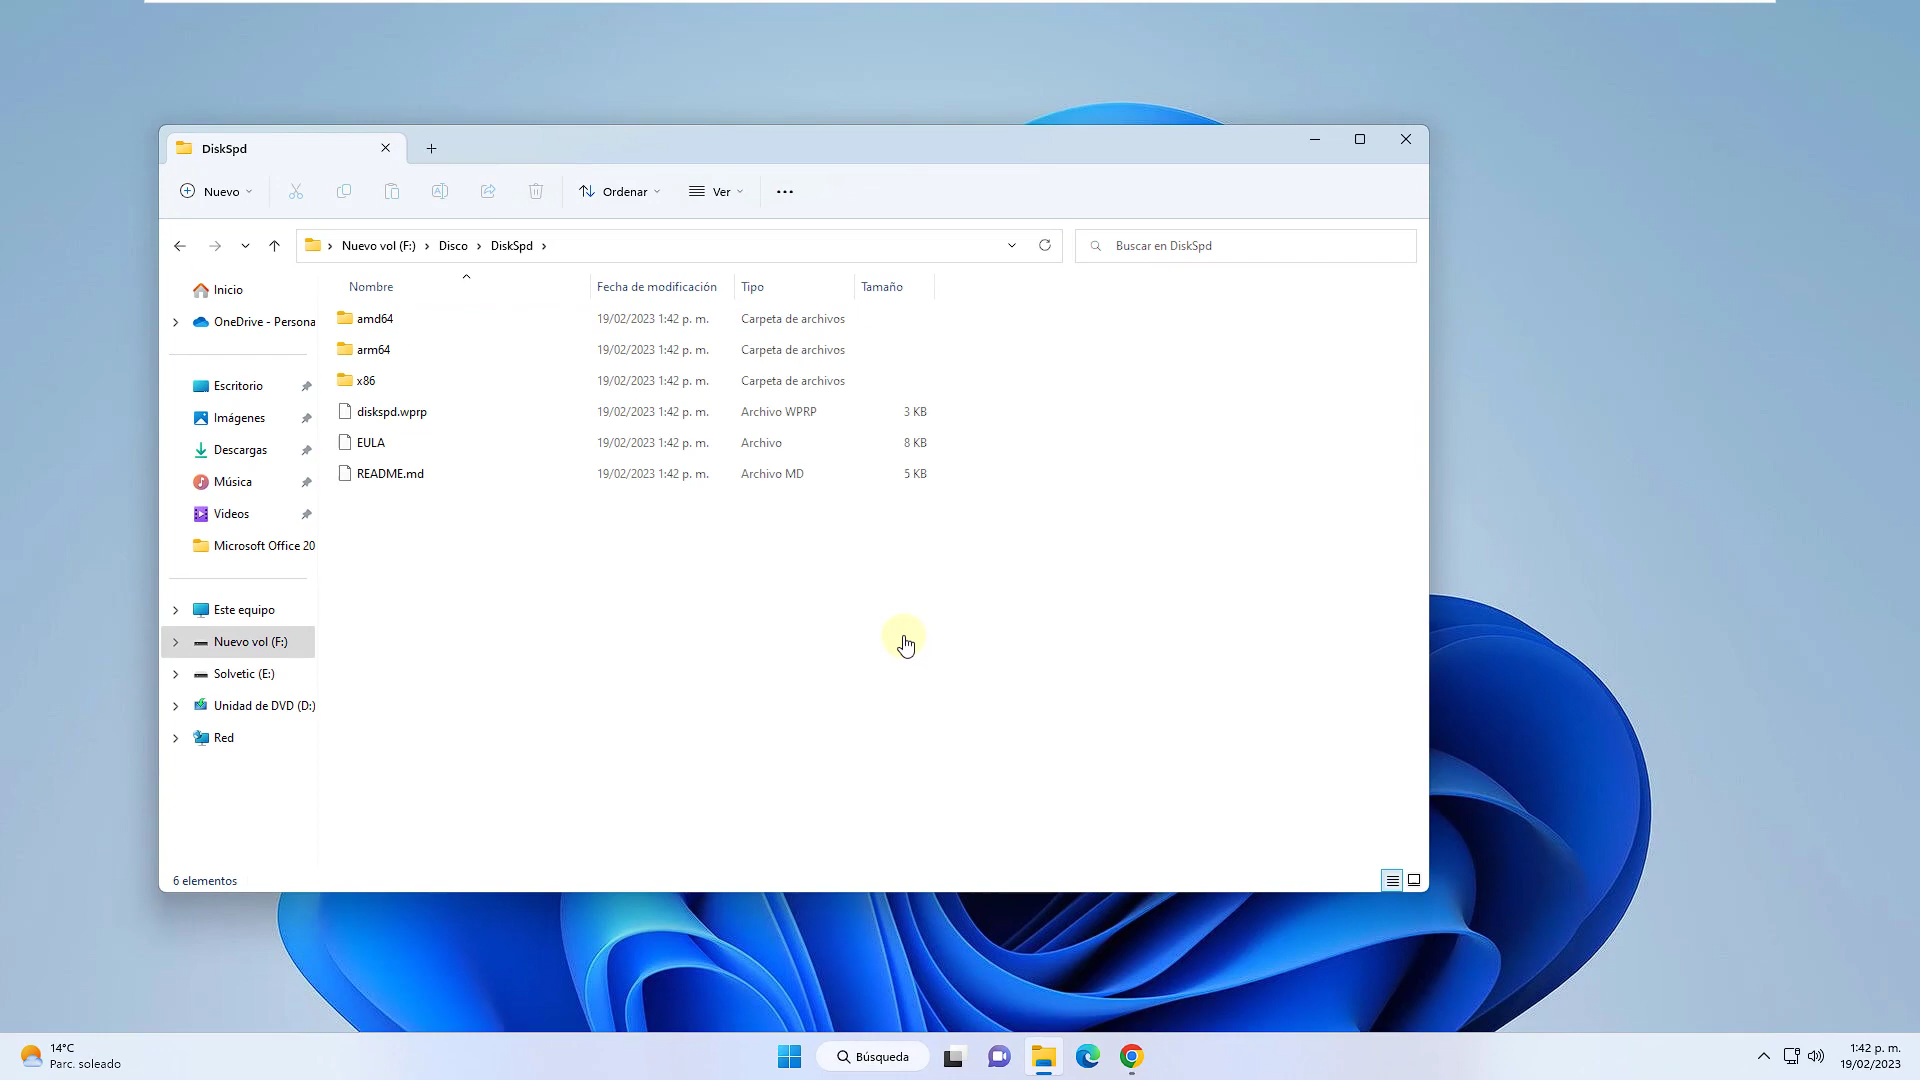 DiskSpd
Nuevo
Ordenar
Ver
Nuevo vol (F:)
Disco
DiskSpd
Buscar en DiskSpd
Nombre
Fecha de modificación
Tipo
Tamaño
Inicio
OneDrive - Persona
Escritorio
Imágenes
Descargas
Música
Videos
Microsoft Office 20
Este equipo
Nuevo vol (F:)
Solvetic (E:)
Unidad de DVD (D:)
Red
amd64 19/02/2023 1:42 p. m. Carpeta de archivos
arm64 19/02/2023 1:42 p. m. Carpeta de archivos
x86 19/02/2023 1:42 p. m. Carpeta de archivos
diskspd.wprp 19/02/2023 1:42 p. m. Archivo WPRP 3 KB
EULA 19/02/2023 1:42 p. m. Archivo 8 KB
README.md 19/02/2023 1:42 p. m. Archivo MD 5 KB
6 elementos
14°C
Parc. soleado
Búsqueda
1:42 p. m.
19/02/2023